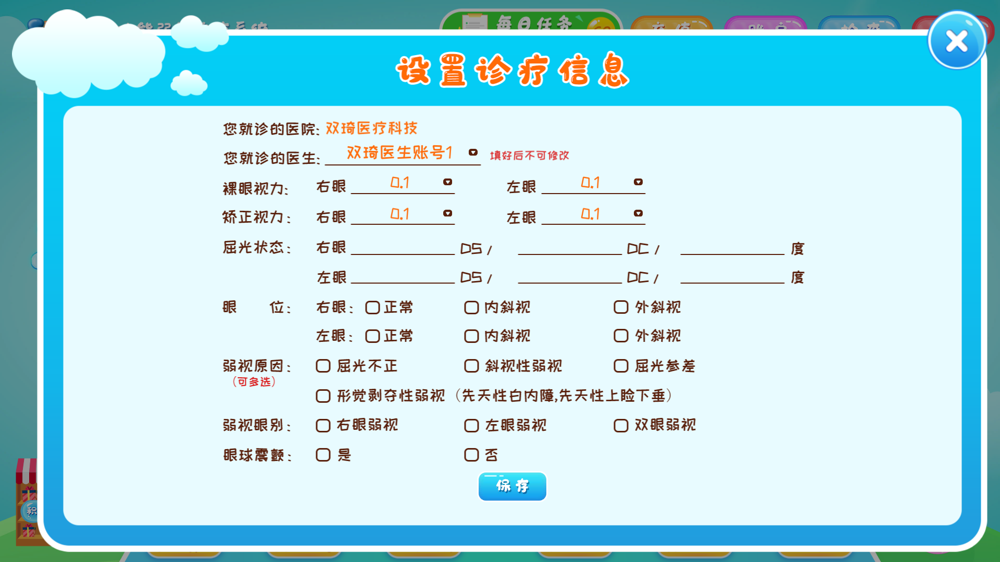 每日任务
设置诊疗信息
您就诊的医院: 双琦医疗科技
您就诊的医生: 双琦医生账号1 填好后不可修改
裸眼视力: 右眼 0.1 左眼 0.1
矫正视力: 右眼 0.1 左眼 0.1
屈光状态: 右眼 DS / DC / 度
左眼 DS / DC / 度
眼 位: 右眼: 正常 内斜视 外斜视
左眼: 正常 内斜视 外斜视
弱视原因: 屈光不正 斜视性弱视 屈光参差
(可多选)
形觉剥夺性弱视 (先天性白内障,先天性上睑下垂)
弱视眼别: 右眼弱视 左眼弱视 双眼弱视
眼球震颤: 是 否
保存